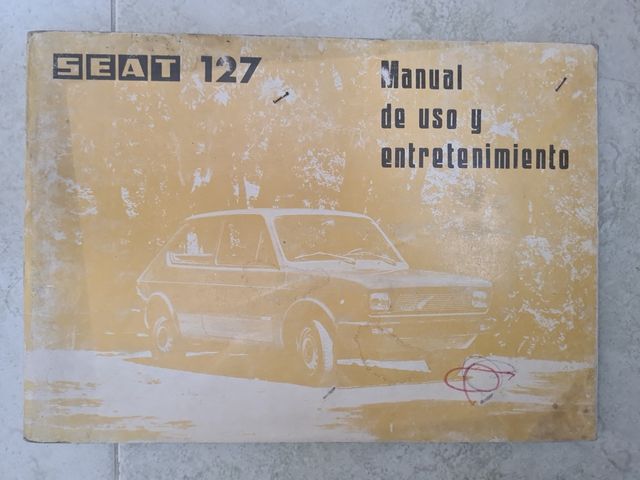 SEAT 127
Manual
de uso y
entretenimiento